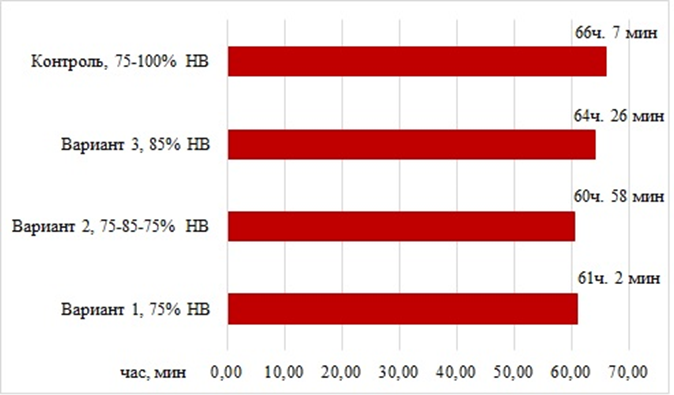 66ч. 7 мин
Контроль, 75-100% НВ
64ч. 26 мин
Вариант 3, 85% НВ
60ч. 58 мин
Вариант 2, 75-85-75% НВ
61ч. 2 мин
Вариант 1, 75% НВ
час, мин 0,00 10,00 20,00 30,00 40,00 50,00 60,00 70,00